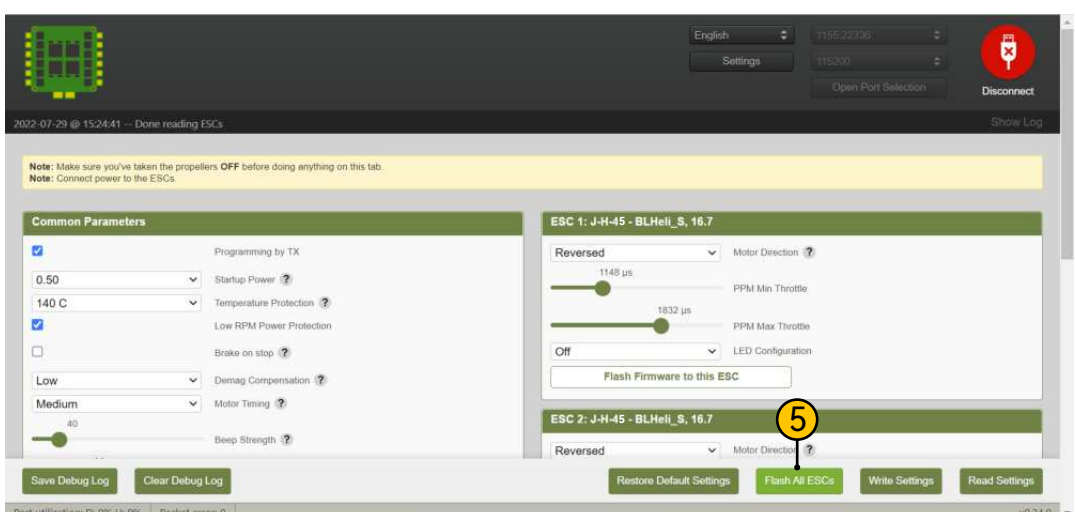 English
1155:22336
Settings
115200
Open Port Selection
Disconnect
2022-07-29 @ 15:24:41 -- Done reading ESCs
Show Log
Note: Make sure you've taken the propellers OFF before doing anything on this tab.
Note: Connect power to the ESCs.
Common Parameters
Programming by TX
0.50
Startup Power ?
140 C
Temperature Protection ?
Low RPM Power Protection
Brake on stop ?
Low
Demag Compensation ?
Medium
Motor Timing ?
40
Beep Strength ?
ESC 1: J-H-45 - BLHeli_S, 16.7
Reversed
Motor Direction ?
1148 µs
PPM Min Throttle
1832 µs
PPM Max Throttle
Off
LED Configuration
Flash Firmware to this ESC
ESC 2: J-H-45 - BLHeli_S, 16.7
5
Reversed
Motor Direction ?
Save Debug Log
Clear Debug Log
Restore Default Settings
Flash All ESCs
Write Settings
Read Settings